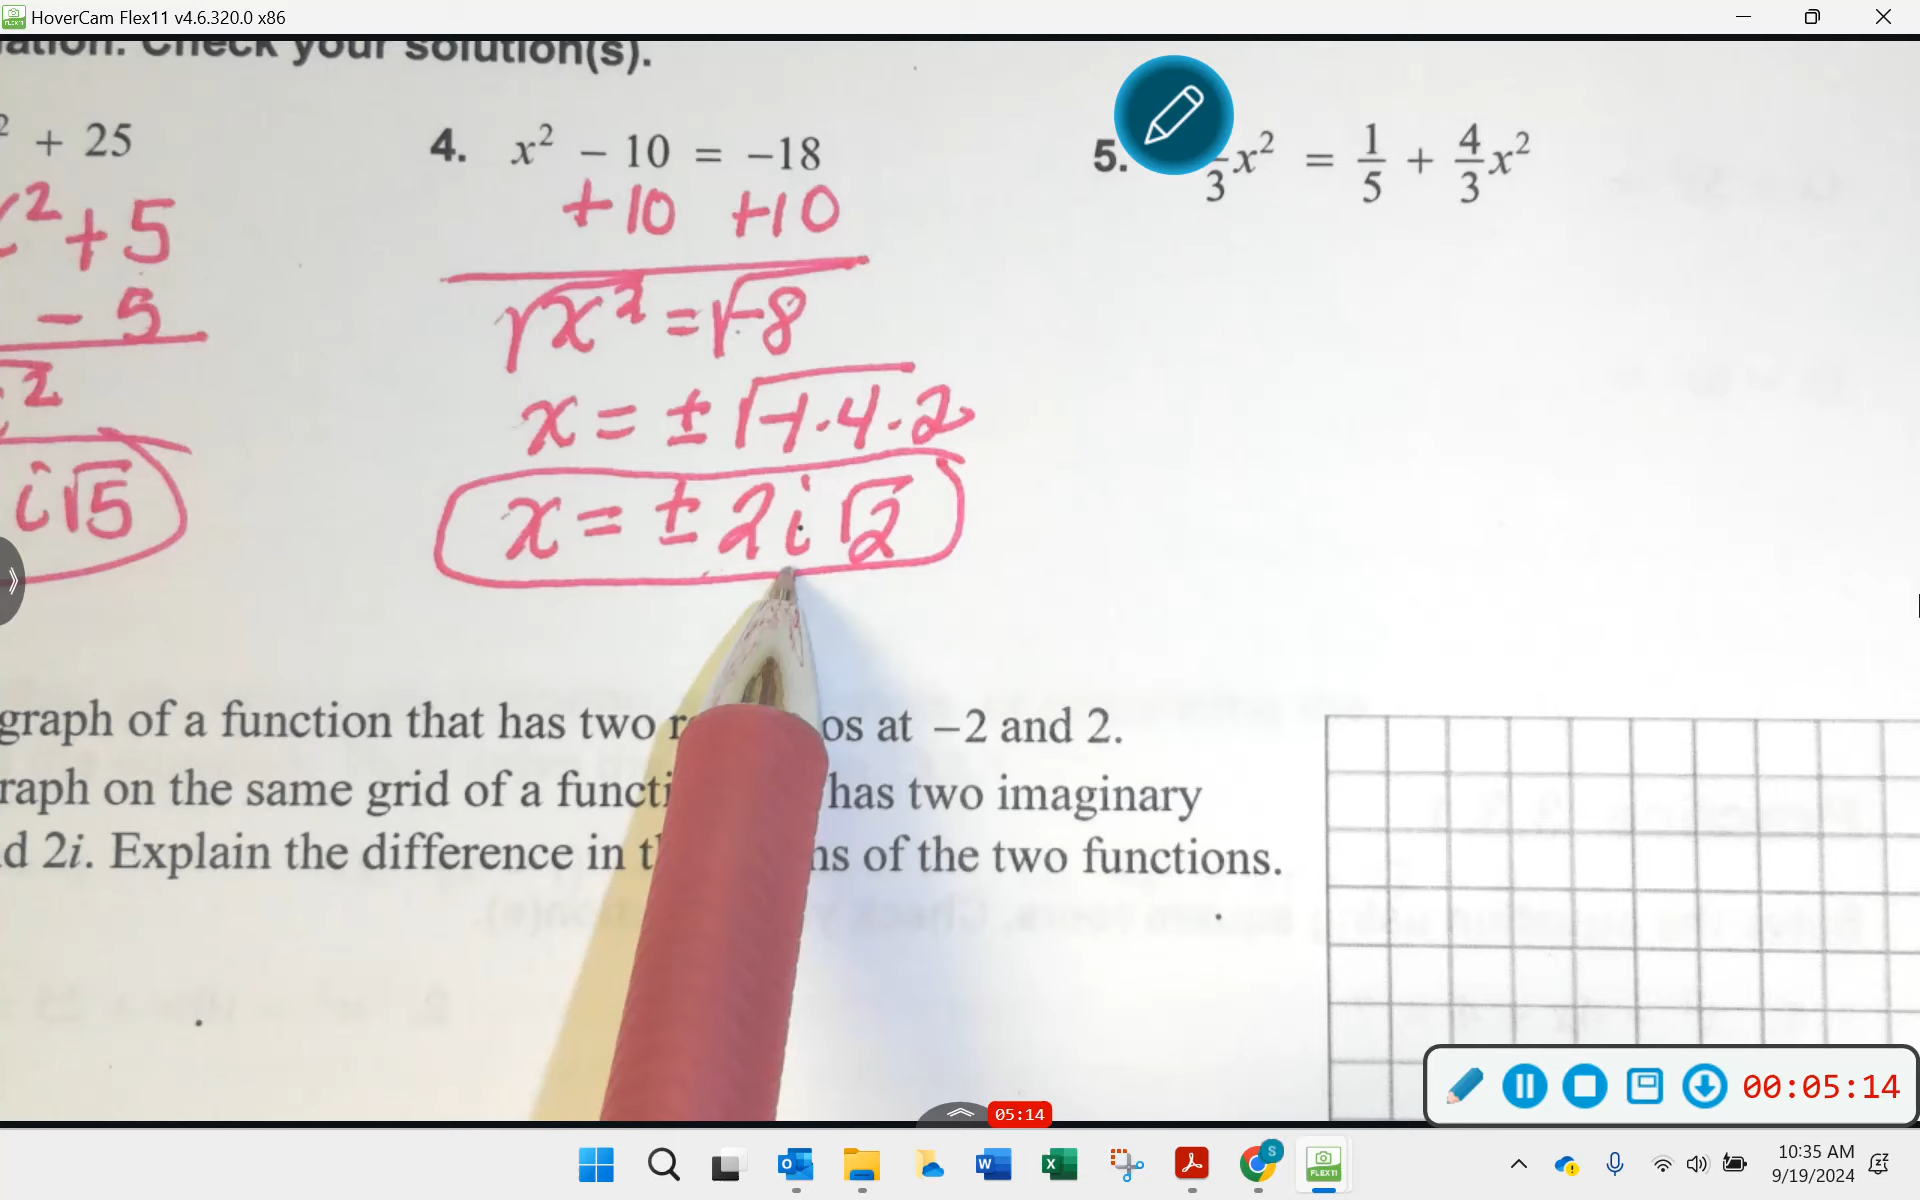 HoverCam Flex11 v4.6.320.0 x86
ation. Check your solution(s).
² + 25
x² + 5
- 5
²
i√5
4. x² − 10 = −18
+10 +10
√x² = √-8
x = ± √-1·4·2
x = ± 2i√2
5. 3x² = 1/5 + 4/3 x²
graph of a function that has two r os at −2 and 2.
raph on the same grid of a functi has two imaginary
d 2i. Explain the difference in t ns of the two functions.
05:14
00:05:14
FLEX11
10:35 AM
9/19/2024